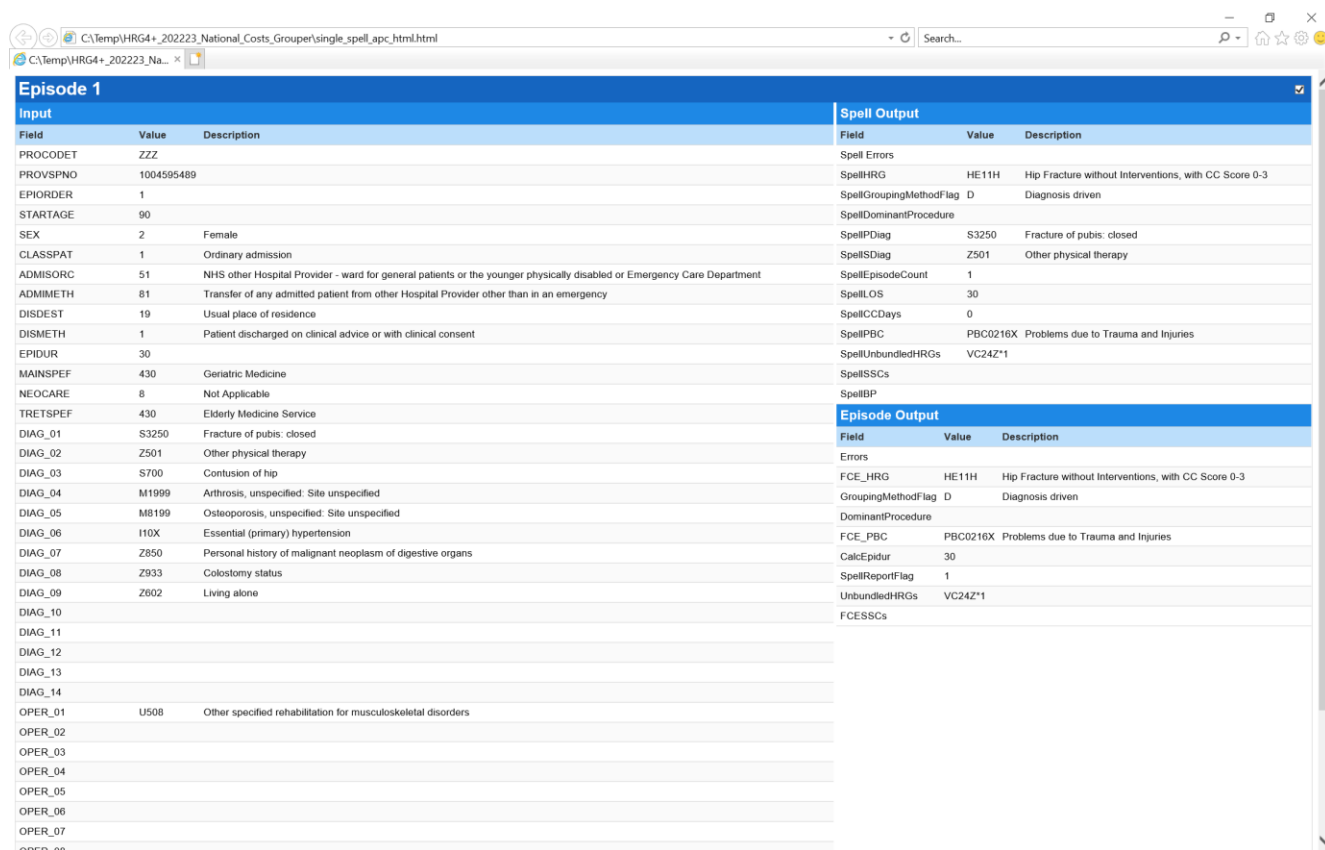 C:\Temp\HRG4+_202223_National_Costs_Grouper\single_spell_apc_html.html
Search...
C:\Temp\HRG4+_202223_Na...
Episode 1
Input
Field Value Description
PROCODET ZZZ
PROVSPNO 1004595489
EPIORDER 1
STARTAGE 90
SEX 2 Female
CLASSPAT 1 Ordinary admission
ADMISORC 51 NHS other Hospital Provider - ward for general patients or the younger physically disabled or Emergency Care Department
ADMIMETH 81 Transfer of any admitted patient from other Hospital Provider other than in an emergency
DISDEST 19 Usual place of residence
DISMETH 1 Patient discharged on clinical advice or with clinical consent
EPIDUR 30
MAINSPEF 430 Geriatric Medicine
NEOCARE 8 Not Applicable
TRETSPEF 430 Elderly Medicine Service
DIAG_01 S3250 Fracture of pubis: closed
DIAG_02 Z501 Other physical therapy
DIAG_03 S700 Contusion of hip
DIAG_04 M1999 Arthrosis, unspecified: Site unspecified
DIAG_05 M8199 Osteoporosis, unspecified: Site unspecified
DIAG_06 I10X Essential (primary) hypertension
DIAG_07 Z850 Personal history of malignant neoplasm of digestive organs
DIAG_08 Z933 Colostomy status
DIAG_09 Z602 Living alone
DIAG_10
DIAG_11
DIAG_12
DIAG_13
DIAG_14
OPER_01 U508 Other specified rehabilitation for musculoskeletal disorders
OPER_02
OPER_03
OPER_04
OPER_05
OPER_06
OPER_07
Spell Output
Field Value Description
Spell Errors
SpellHRG HE11H Hip Fracture without Interventions, with CC Score 0-3
SpellGroupingMethodFlag D Diagnosis driven
SpellDominantProcedure
SpellPDiag S3250 Fracture of pubis: closed
SpellSDiag Z501 Other physical therapy
SpellEpisodeCount 1
SpellLOS 30
SpellCCDays 0
SpellPBC PBC0216X Problems due to Trauma and Injuries
SpellUnbundledHRGs VC24Z*1
SpellSSCs
SpellBP
Episode Output
Field Value Description
Errors
FCE_HRG HE11H Hip Fracture without Interventions, with CC Score 0-3
GroupingMethodFlag D Diagnosis driven
DominantProcedure
FCE_PBC PBC0216X Problems due to Trauma and Injuries
CalcEpidur 30
SpellReportFlag 1
UnbundledHRGs VC24Z*1
FCESSCs